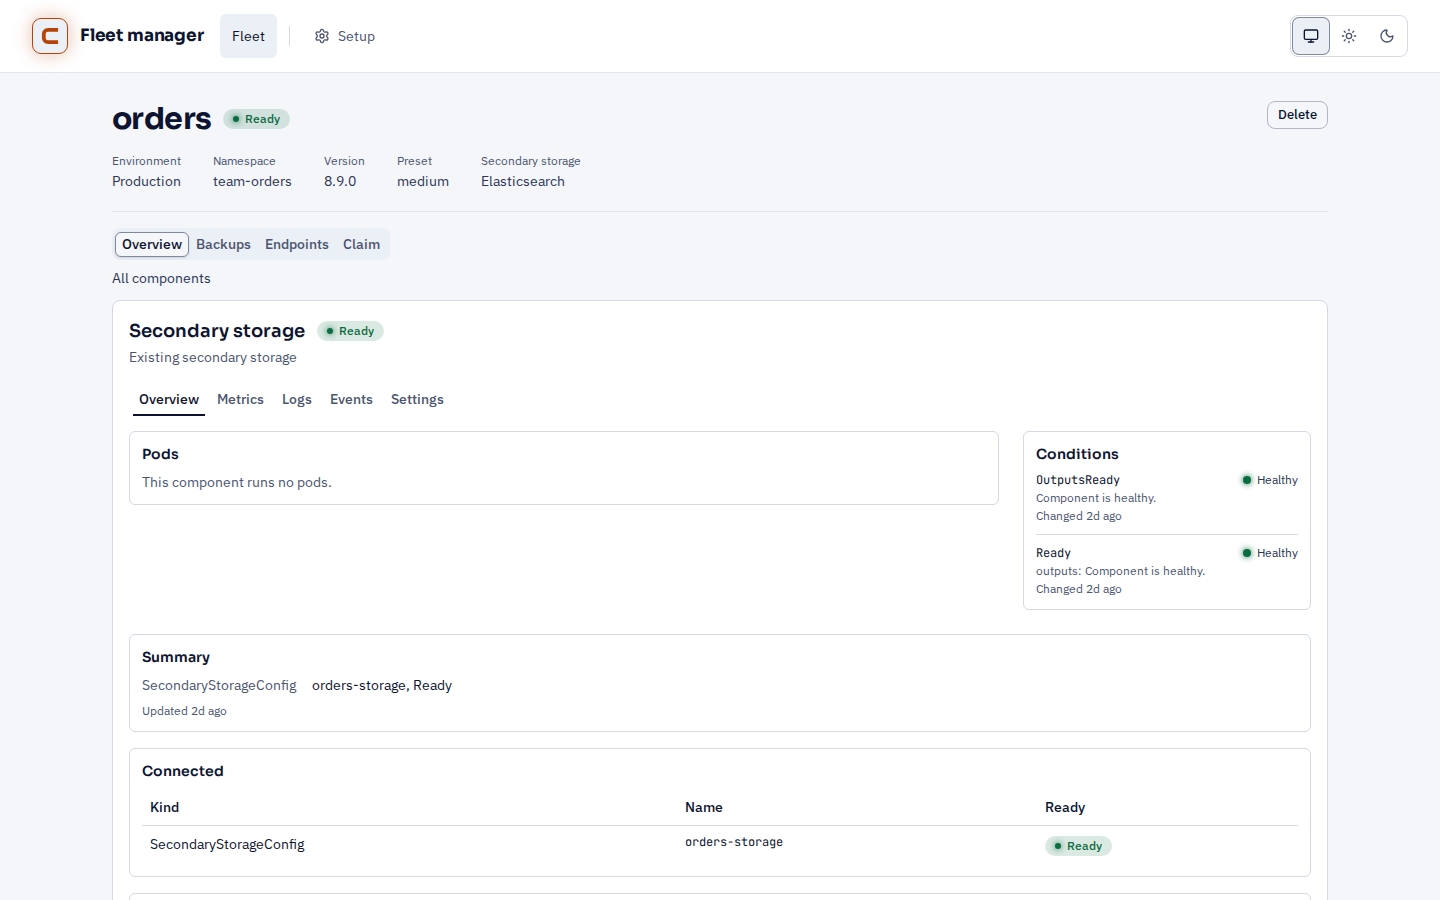 Fleet manager
Fleet
Setup
orders
Ready
Delete
Environment
Namespace
Version
Preset
Secondary storage
Production
team-orders
8.9.0
medium
Elasticsearch
Overview
Backups
Endpoints
Claim
All components
Secondary storage
Ready
Existing secondary storage
Overview
Metrics
Logs
Events
Settings
Pods
This component runs no pods.
Conditions
OutputsReady
Healthy
Component is healthy.
Changed 2d ago
Ready
Healthy
outputs: Component is healthy.
Changed 2d ago
Summary
SecondaryStorageConfig
orders-storage, Ready
Updated 2d ago
Connected
Kind
Name
Ready
SecondaryStorageConfig
orders-storage
Ready